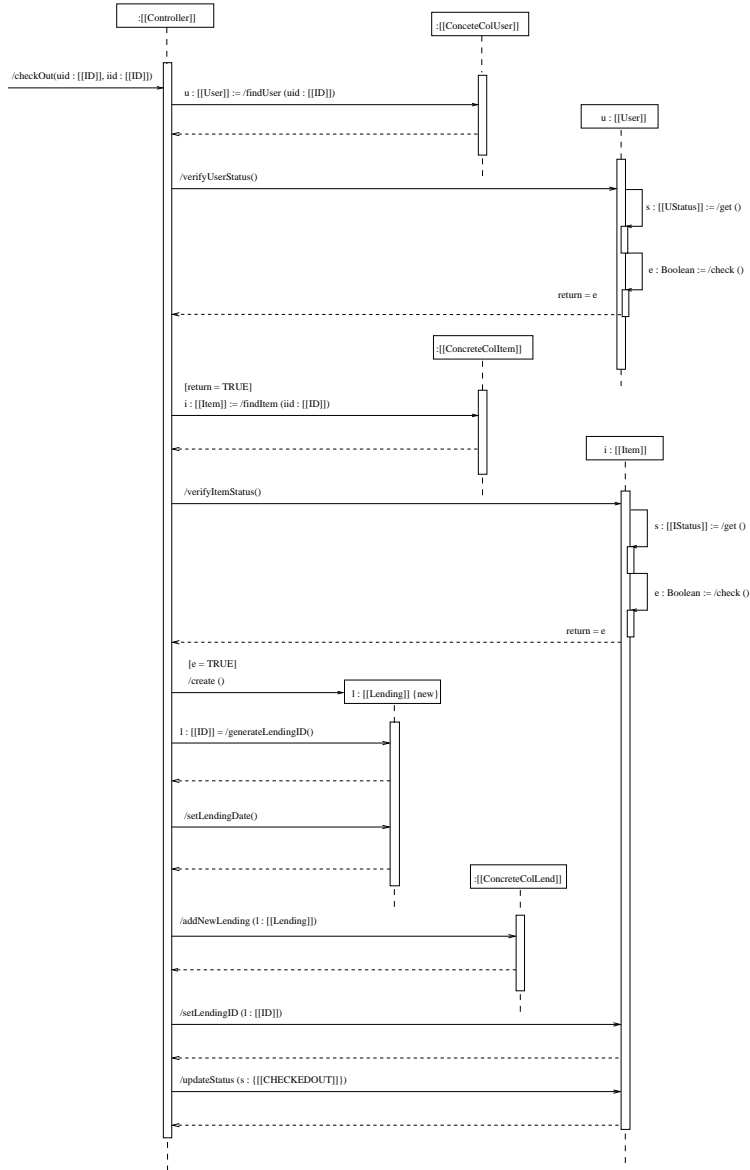 :[[Controller]]
:[[ConceteColUser]]
/checkOut(uid : [[ID]], iid : [[ID]])
u : [[User]] := /findUser (uid : [[ID]])
u : [[User]]
/verifyUserStatus()
s : [[UStatus]] := /get ()
e : Boolean := /check ()
return = e
:[[ConcreteColItem]]
[return = TRUE]
i : [[Item]] := /findItem (iid : [[ID]])
i : [[Item]]
/verifyItemStatus()
s : [[IStatus]] := /get ()
e : Boolean := /check ()
return = e
[e = TRUE]
/create ()
l : [[Lending]] {new}
l : [[ID]] = /generateLendingID()
/setLendingDate()
:[[ConcreteColLend]]
/addNewLending (l : [[Lending]])
/setLendingID (l : [[ID]])
/updateStatus (s : {[[CHECKEDOUT]]})